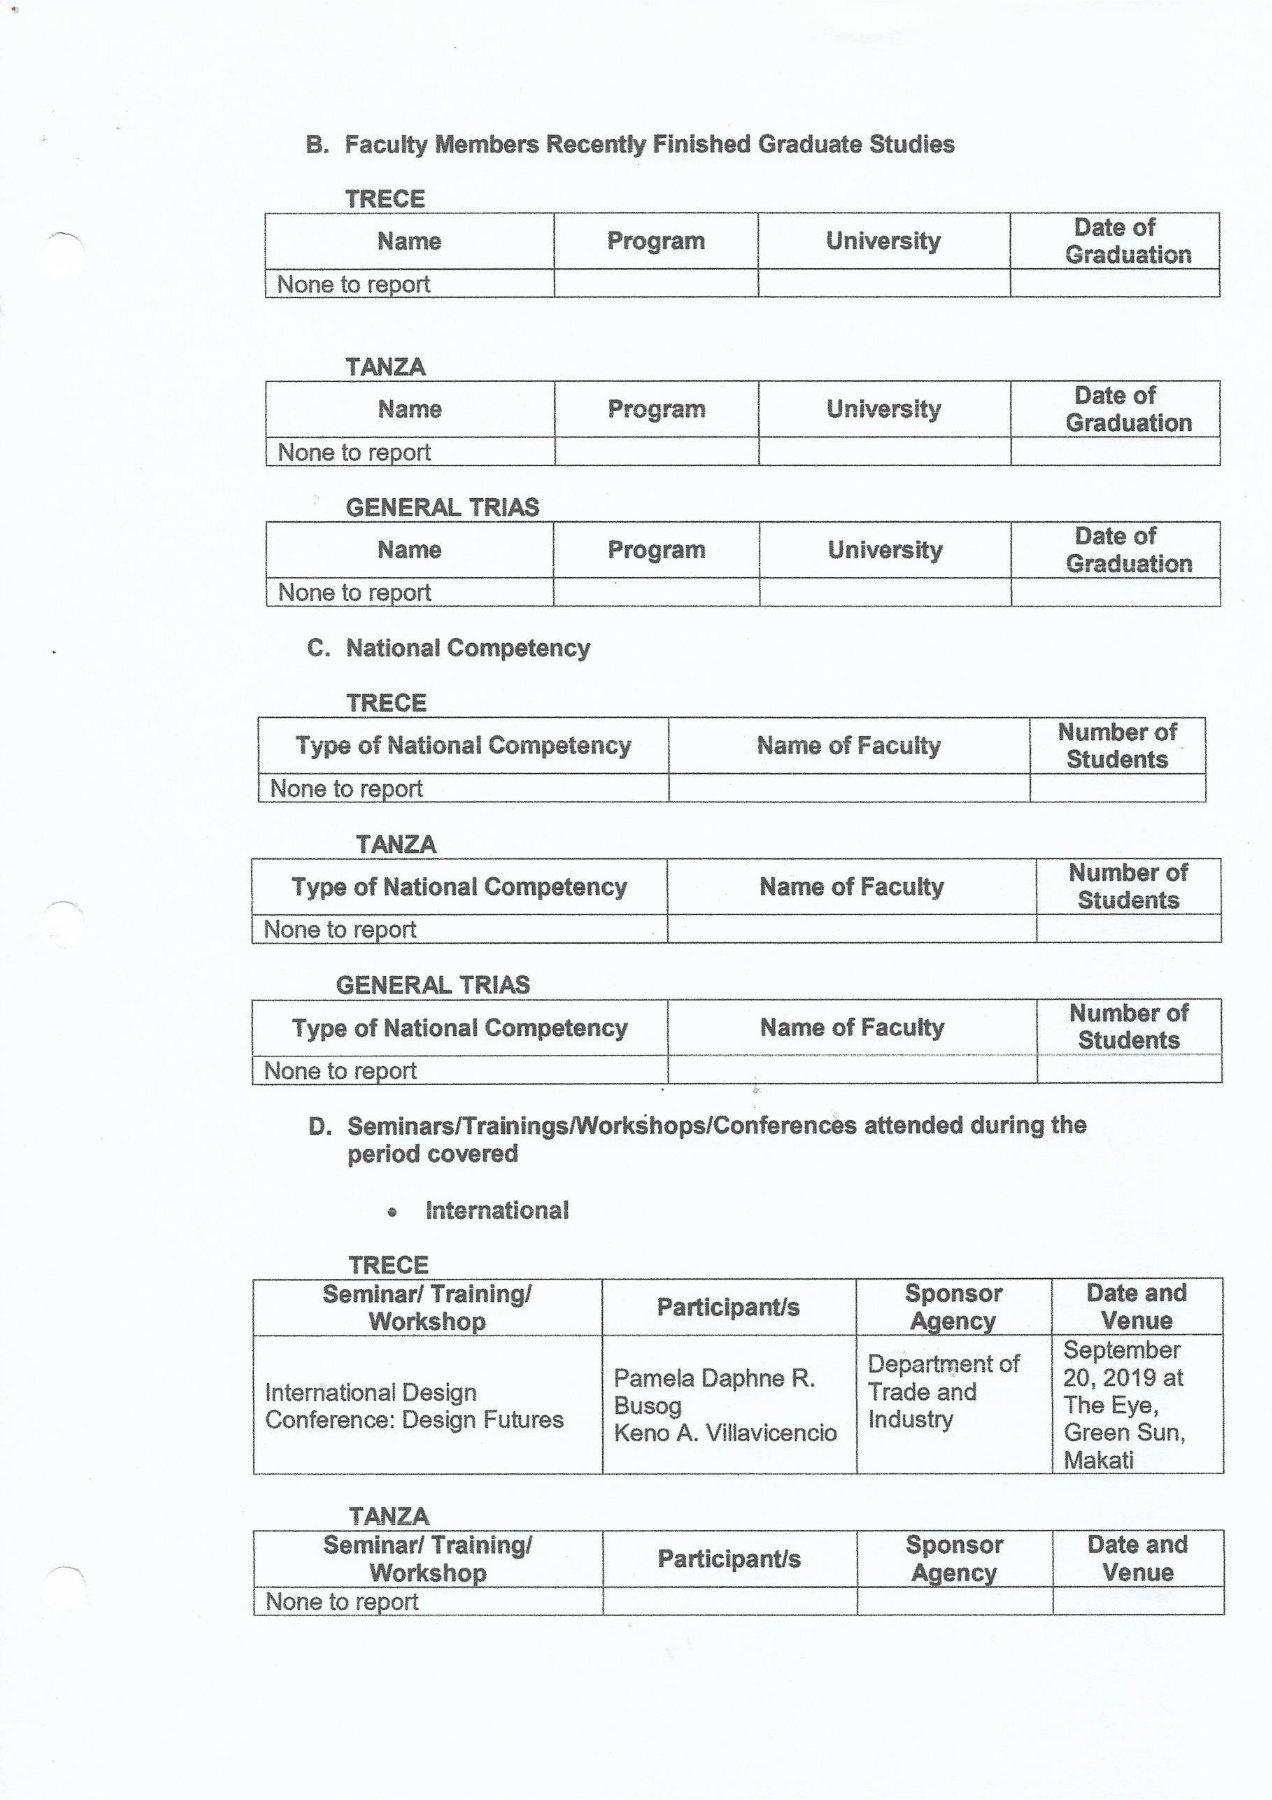 B. Faculty Members Recently Finished Graduate Studies
TRECE
Name Program University Date of Graduation
None to report
TANZA
Name Program University Date of Graduation
None to report
GENERAL TRIAS
Name Program University Date of Graduation
None to report
C. National Competency
TRECE
Type of National Competency Name of Faculty Number of Students
None to report
TANZA
Type of National Competency Name of Faculty Number of Students
None to report
GENERAL TRIAS
Type of National Competency Name of Faculty Number of Students
None to report
D. Seminars/Trainings/Workshops/Conferences attended during the
period covered
• International
TRECE
Seminar/ Training/
Workshop
Participant/s
Sponsor
Agency
Date and
Venue
International Design
Conference: Design Futures
Pamela Daphne R.
Busog
Keno A. Villavicencio
Department of
Trade and
Industry
September
20, 2019 at
The Eye,
Green Sun,
Makati
TANZA
Seminar/ Training/
Workshop
Participant/s
Sponsor
Agency
Date and
Venue
None to report